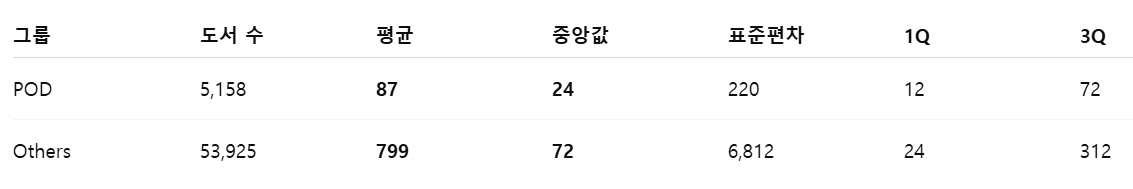 그룹 도서 수 평균 중앙값 표준편차 1Q 3Q
POD 5,158 87 24 220 12 72
Others 53,925 799 72 6,812 24 312